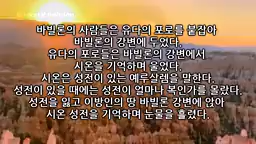 바빌론의 사람들은 유다의 포로를 붙잡아
바빌론의 강변에 두었다.
유다의 포로들은 바빌론의 강변에서
시온을 기억하며 울었다.
시온은 성전이 있는 예루살렘을 말한다.
성전이 있을 때에는 성전이 얼마나 복인가를 몰랐다.
성전을 잃고 이방인의 땅 바빌론 강변에 앉아
시온 성전을 기억하며 눈물을 흘렸다.